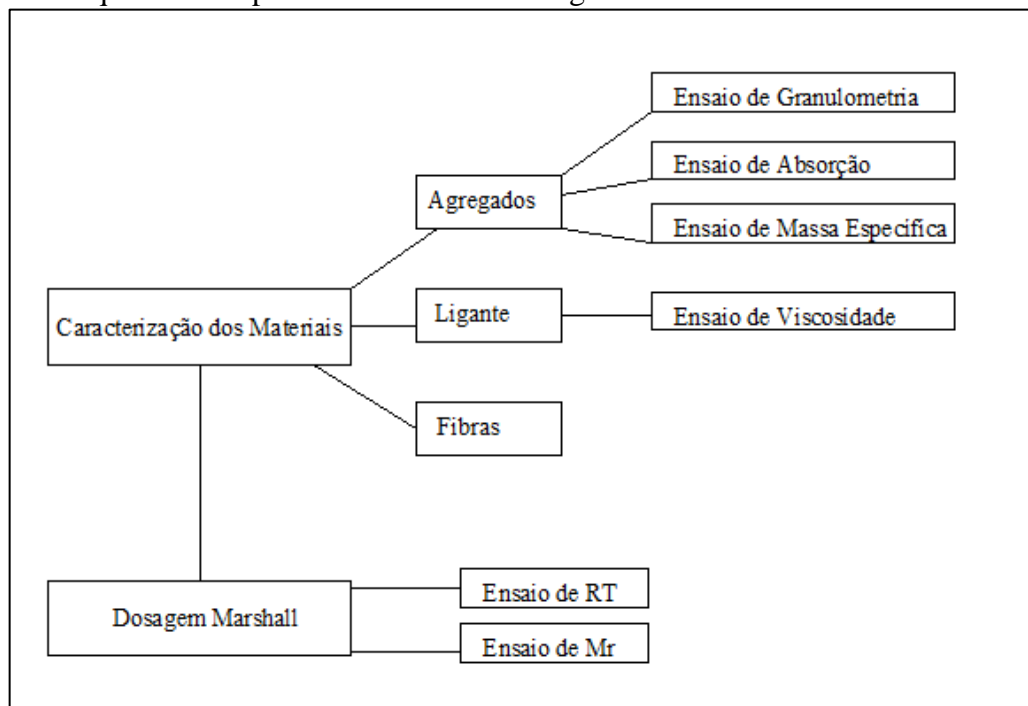 Ensaio de Granulometria
Ensaio de Absorção
Agregados
Ensaio de Massa Especifica
Caracterização dos Materiais
Ligante
Ensaio de Viscosidade
Fibras
Dosagem Marshall
Ensaio de RT
Ensaio de Mr